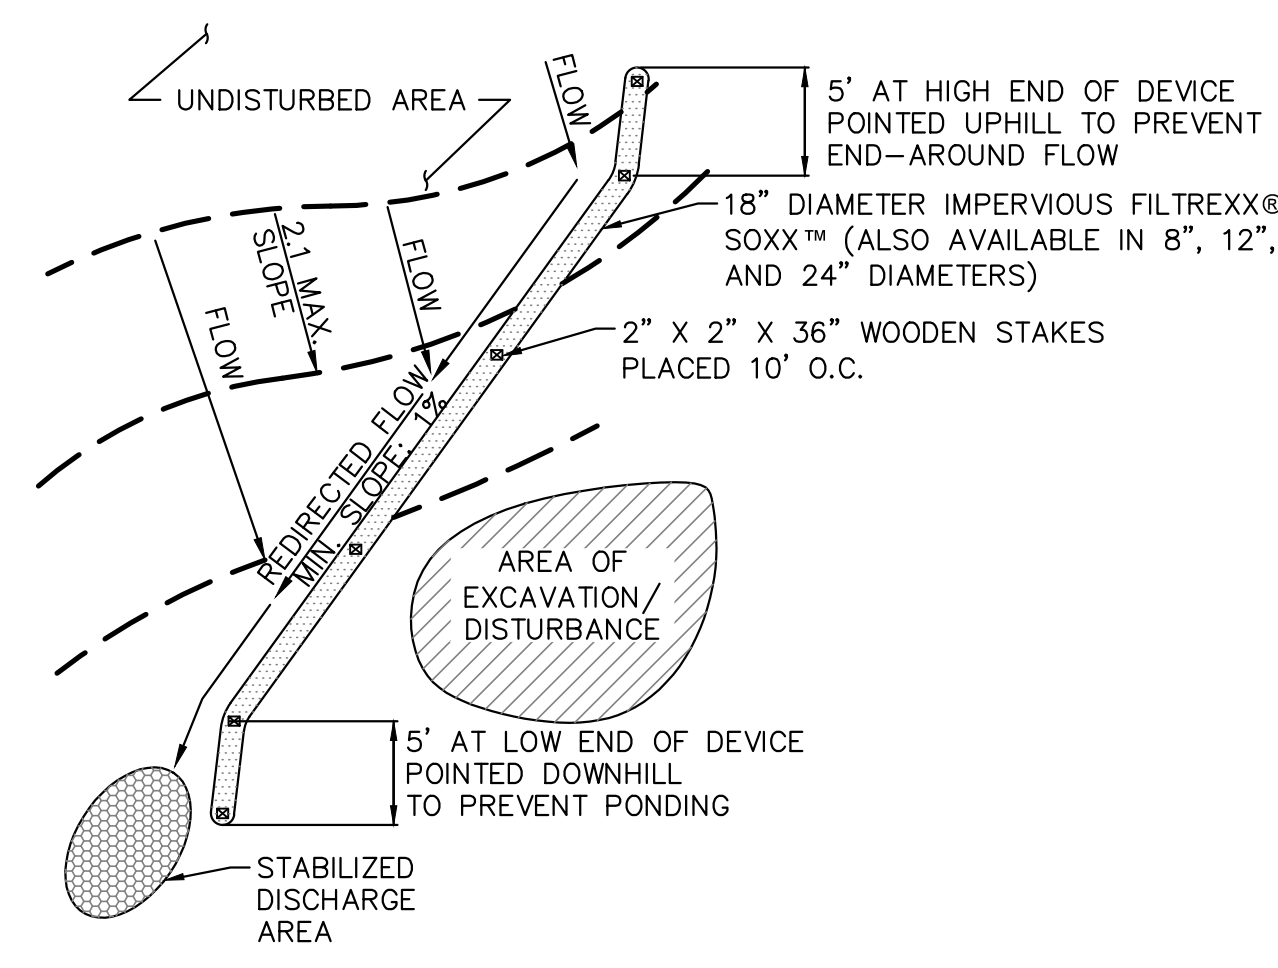 UNDISTURBED AREA
FLOW
5' AT HIGH END OF DEVICE
POINTED UPHILL TO PREVENT
END-AROUND FLOW
18" DIAMETER IMPERVIOUS FILTREXX®
SOXX™ (ALSO AVAILABLE IN 8", 12",
AND 24" DIAMETERS)
2.1 MAX.
SLOPE
FLOW
FLOW
2" X 2" X 36" WOODEN STAKES
PLACED 10' O.C.
REDIRECTED FLOW
MIN. SLOPE: 1%
AREA OF
EXCAVATION/
DISTURBANCE
5' AT LOW END OF DEVICE
POINTED DOWNHILL
TO PREVENT PONDING
STABILIZED
DISCHARGE
AREA